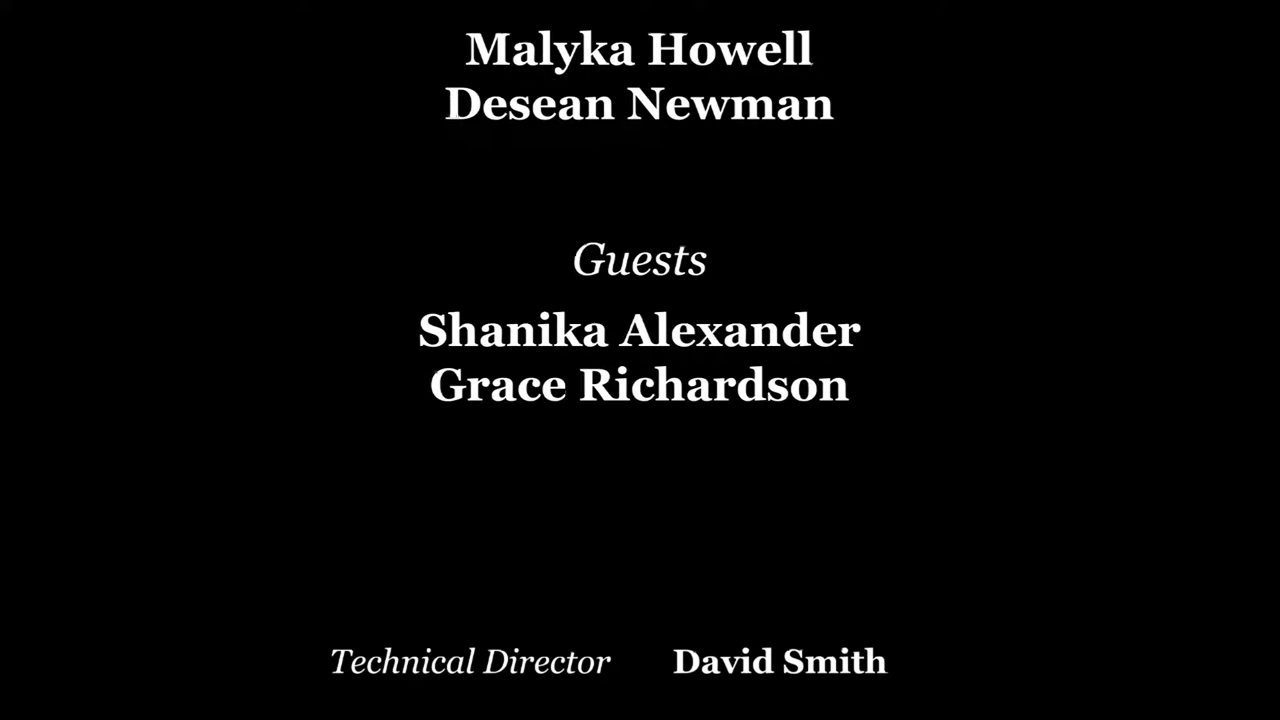 Malyka Howell
Desean Newman
Guests
Shanika Alexander
Grace Richardson
Technical Director David Smith